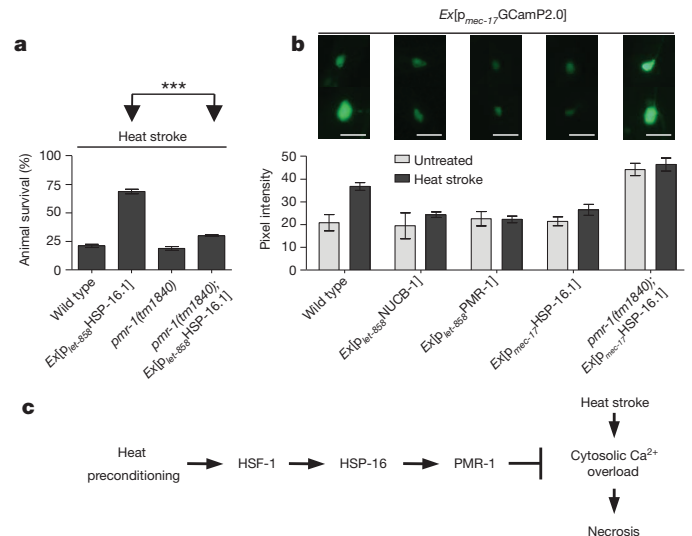 a
***
Heat stroke
Animal survival (%)
100
75
50
25
0
Wild type
Ex[plet-858HSP-16.1]
pmr-1(tm1840)
pmr-1(tm1840);
Ex[plet-858HSP-16.1]
b
Ex[pmec-17GCamP2.0]
Pixel intensity
50
40
30
20
10
0
Untreated
Heat stroke
Wild type
Ex[plet-858NUCB-1]
Ex[plet-858PMR-1]
Ex[pmec-17HSP-16.1]
pmr-1(tm1840);
Ex[pmec-17HSP-16.1]
c
Heat
preconditioning
HSF-1
HSP-16
PMR-1
Heat stroke
Cytosolic Ca2+
overload
Necrosis